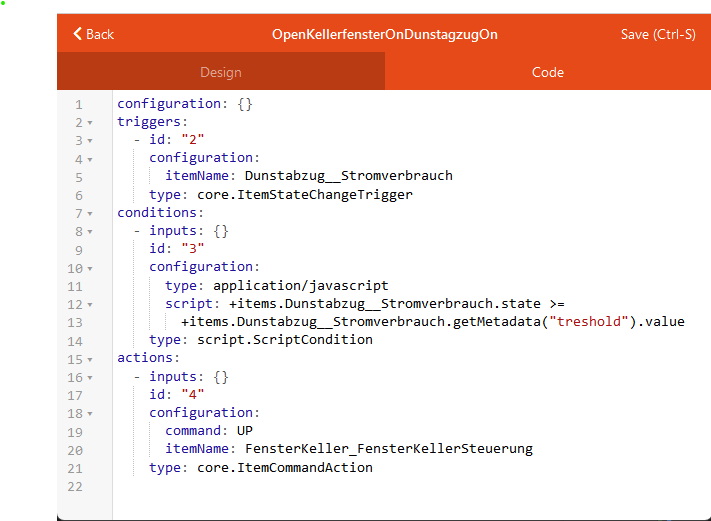 Back OpenKellerfensterOnDunstagzugOn Save (Ctrl-S)
Design Code
1 configuration: {}
2 triggers:
3   - id: "2"
4     configuration:
5       itemName: Dunstabzug__Stromverbrauch
6     type: core.ItemStateChangeTrigger
7 conditions:
8   - inputs: {}
9     id: "3"
10     configuration:
11       type: application/javascript
12       script: +items.Dunstabzug__Stromverbrauch.state >=
13         +items.Dunstabzug__Stromverbrauch.getMetadata("treshold").value
14     type: script.ScriptCondition
15 actions:
16   - inputs: {}
17     id: "4"
18     configuration:
19       command: UP
20       itemName: FensterKeller_FensterKellerSteuerung
21     type: core.ItemCommandAction
22